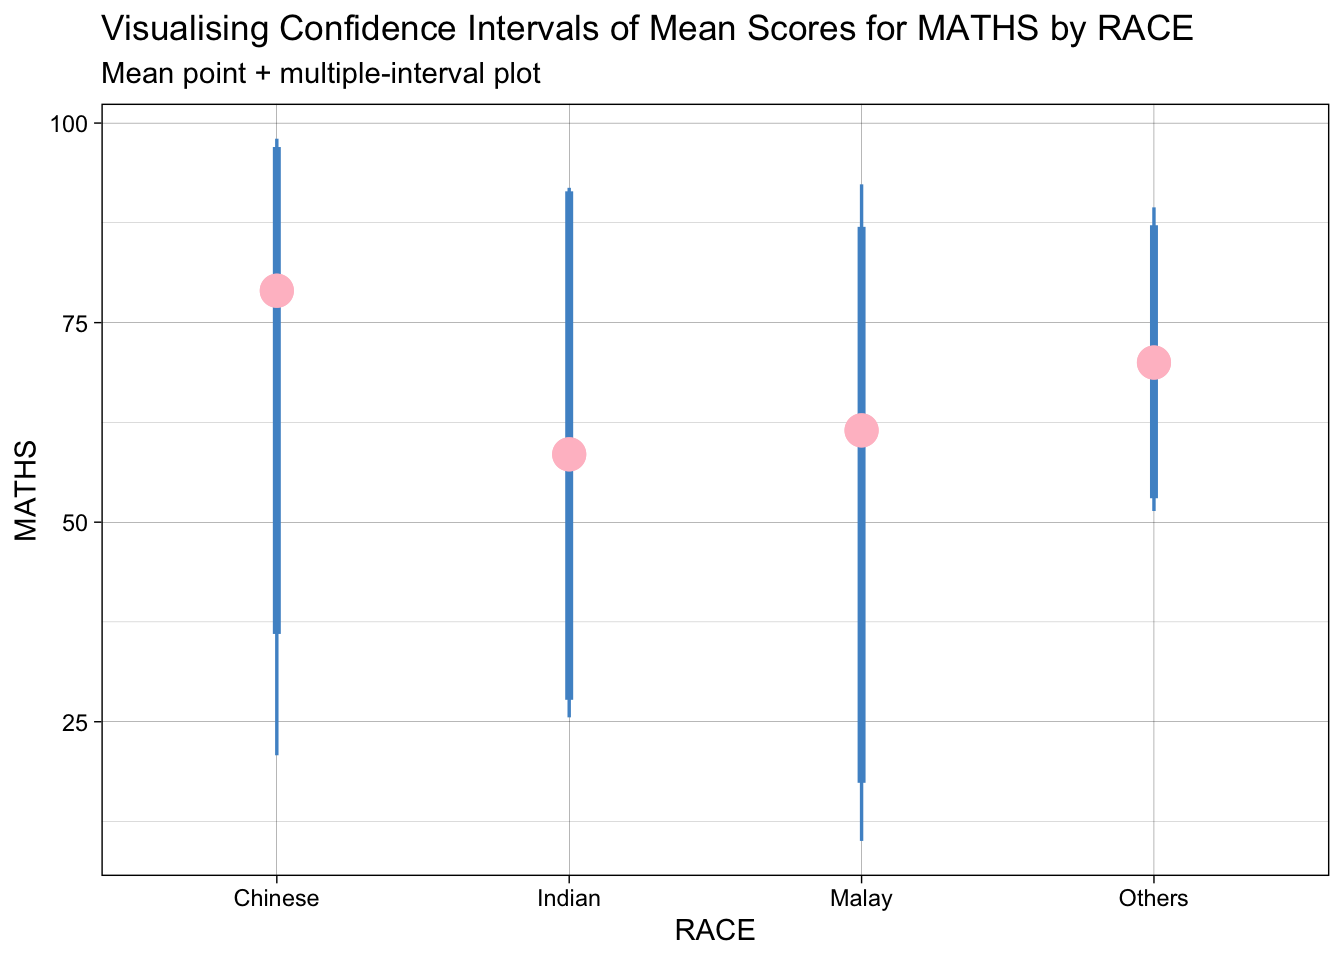 Visualising Confidence Intervals of Mean Scores for MATHS by RACE
Mean point + multiple-interval plot
100
75
50
25
MATHS
Chinese Indian Malay Others
RACE